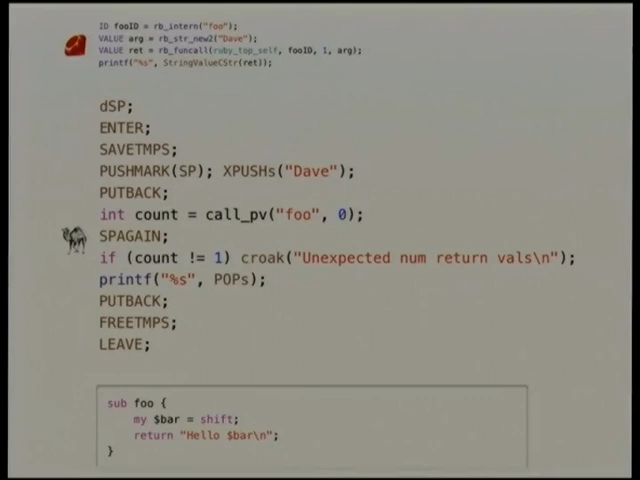 ID fooID = rb_intern("foo");
VALUE arg = rb_str_new2("Dave");
VALUE ret = rb_funcall(ruby_top_self, fooID, 1, arg);
printf("%s", StringValueCStr(ret));
dSP;
ENTER;
SAVETMPS;
PUSHMARK(SP); XPUSHs("Dave");
PUTBACK;
int count = call_pv("foo", 0);
SPAGAIN;
if (count != 1) croak("Unexpected num return vals\n");
printf("%s", POPs);
PUTBACK;
FREETMPS;
LEAVE;
sub foo {
my $bar = shift;
return "Hello $bar\n";
}